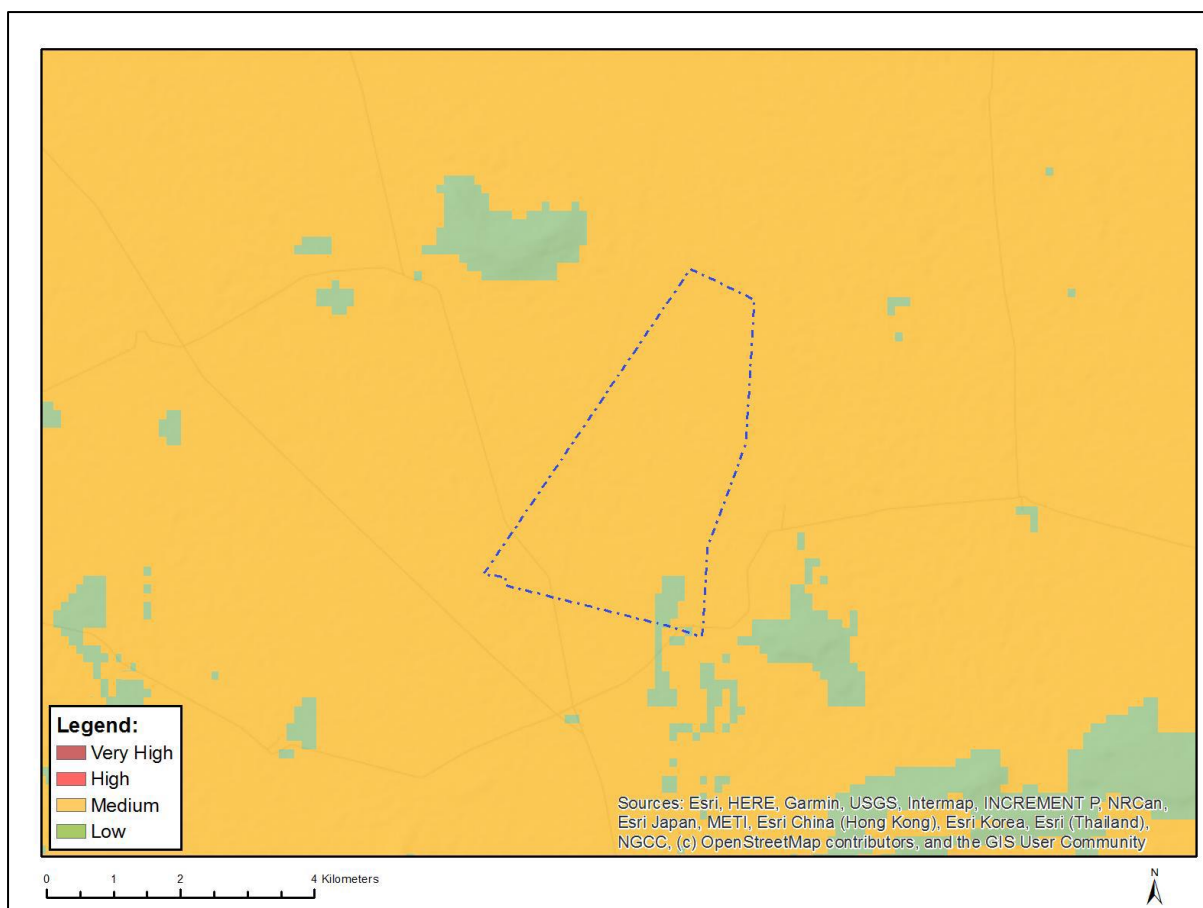 Legend:
Very High
High
Medium
Low
Sources: Esri, HERE, Garmin, USGS, Intermap, INCREMENT P, NRCan,
Esri Japan, METI, Esri China (Hong Kong), Esri Korea, Esri (Thailand),
NGCC, (c) OpenStreetMap contributors, and the GIS User Community
0 1 2 4 Kilometers
N